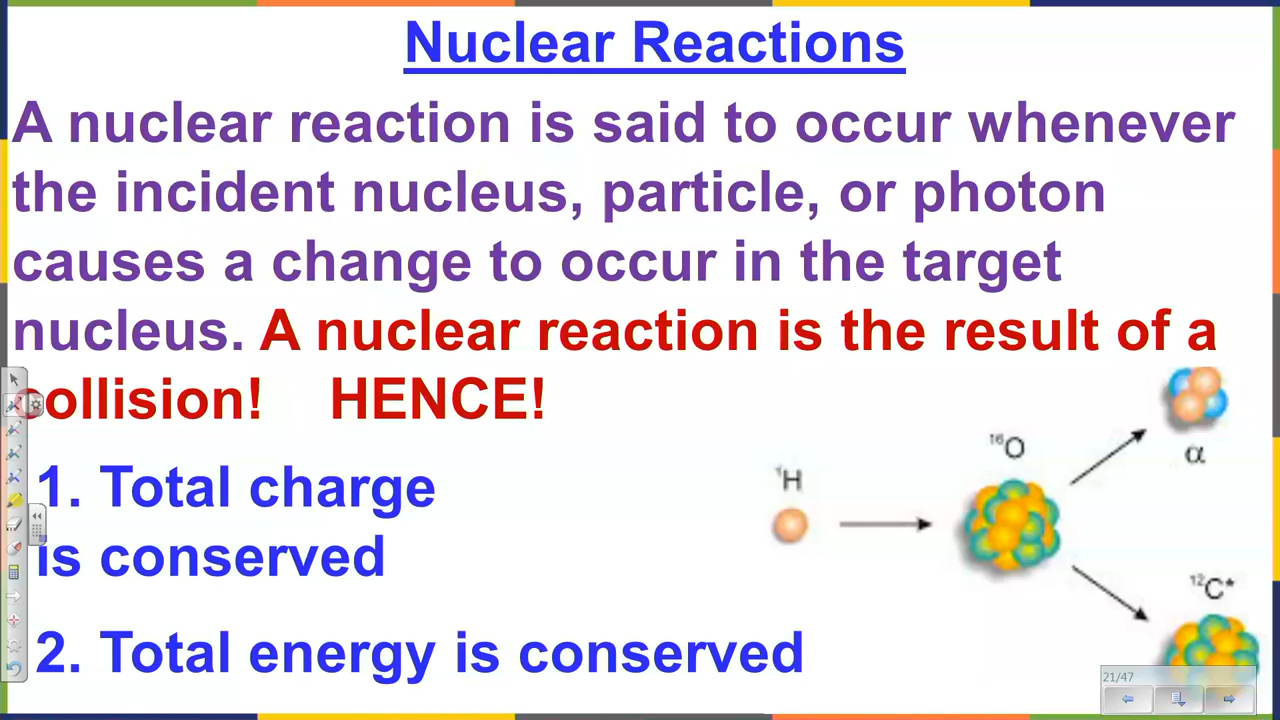 Nuclear Reactions
A nuclear reaction is said to occur whenever
the incident nucleus, particle, or photon
causes a change to occur in the target
nucleus. A nuclear reaction is the result of a
collision! HENCE!
1. Total charge
is conserved
2. Total energy is conserved
¹H
¹⁶O
α
¹²C*
21/47